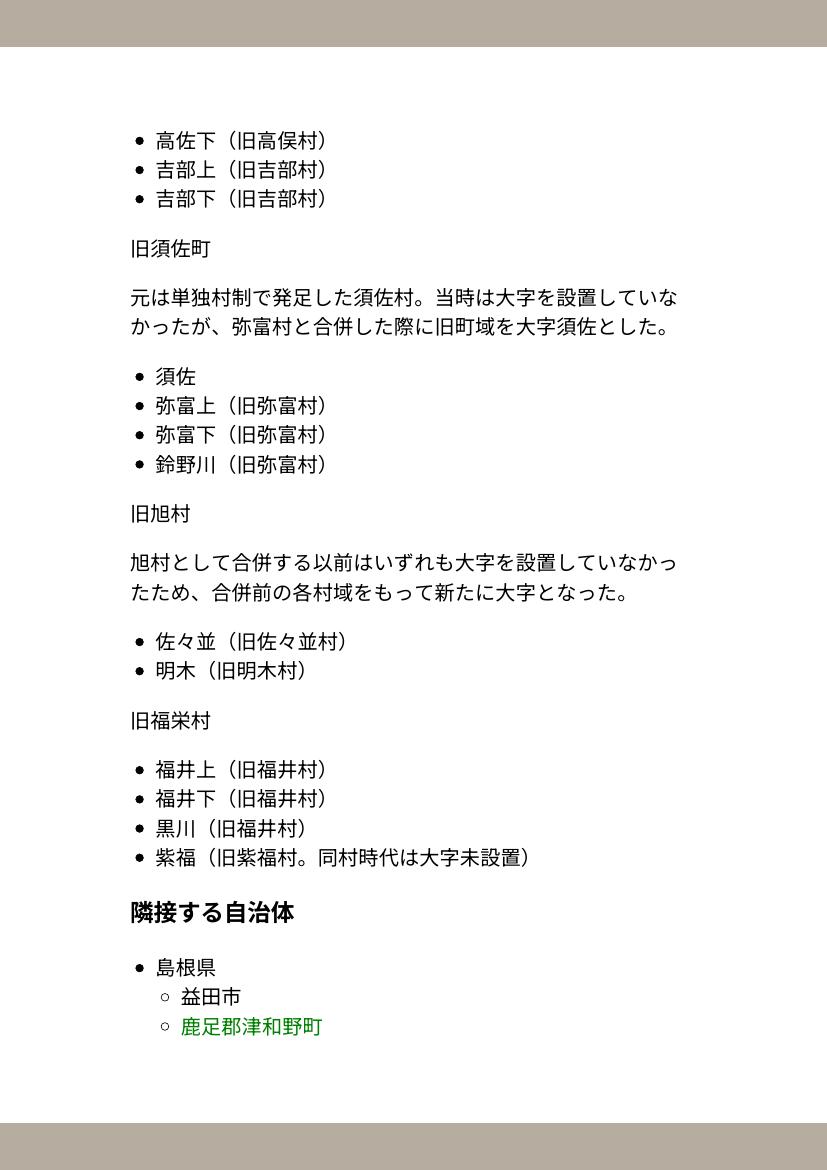 高佐下（旧高俣村）
吉部上（旧吉部村）
吉部下（旧吉部村）
旧須佐町
元は単独村制で発足した須佐村。当時は大字を設置していな
かったが、弥富村と合併した際に旧町域を大字須佐とした。
須佐
弥富上（旧弥富村）
弥富下（旧弥富村）
鈴野川（旧弥富村）
旧旭村
旭村として合併する以前はいずれも大字を設置していなかっ
たため、合併前の各村域をもって新たに大字となった。
佐々並（旧佐々並村）
明木（旧明木村）
旧福栄村
福井上（旧福井村）
福井下（旧福井村）
黒川（旧福井村）
紫福（旧紫福村。同村時代は大字未設置）
隣接する自治体
島根県
益田市
鹿足郡津和野町